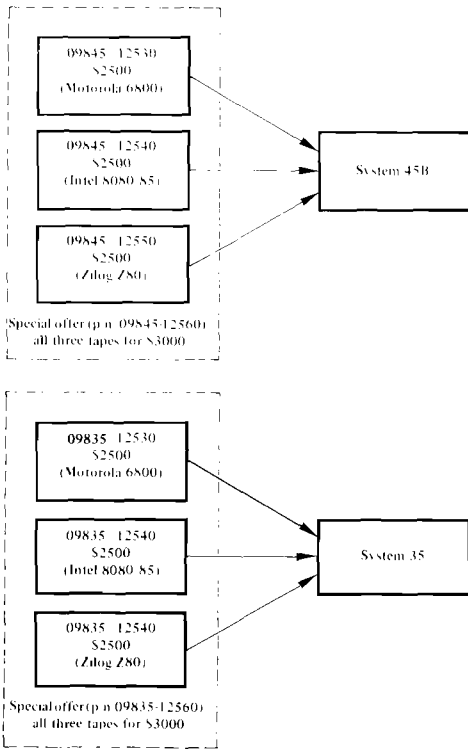 09845 12530
$2500
(Motorola 6800)
09845 12540
$2500
(Intel 8080 85)
System 45B
09845 12550
$2500
(Zilog Z80)
Special offer (p n 09845-12560)
all three tapes for $3000
09835 12530
$2500
(Motorola 6800)
09835 12540
$2500
(Intel 8080 85)
System 35
09835 12540
$2500
(Zilog Z80)
Special offer (p n 09835-12560)
all three tapes for $3000